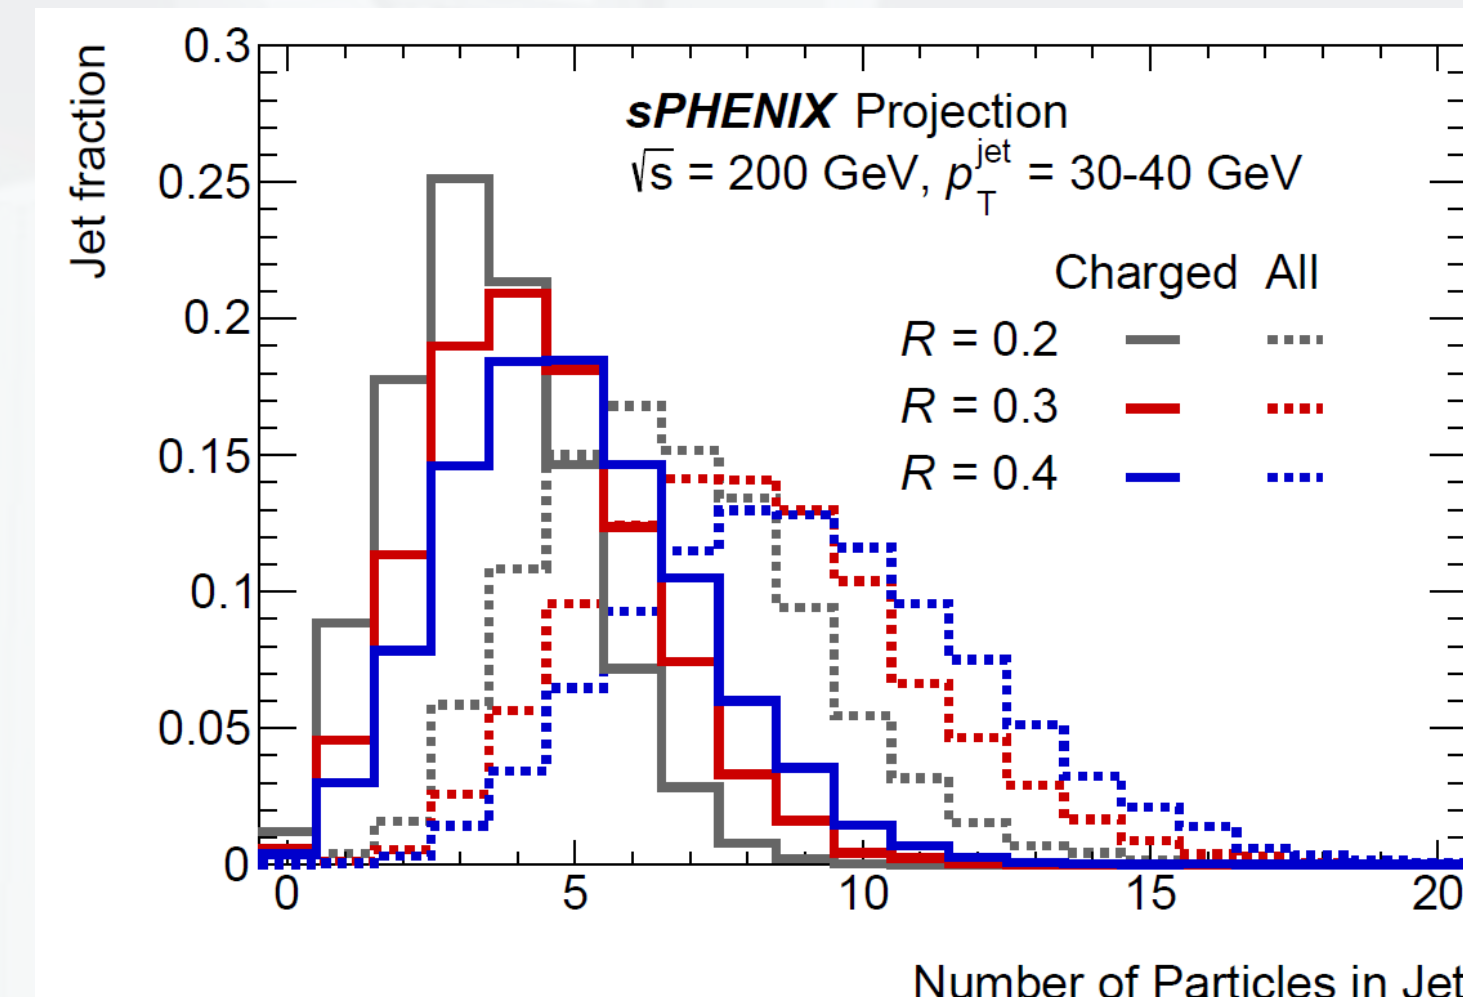 Jet fraction
0.3
0.25
0.2
0.15
0.1
0.05
0
sPHENIX Projection
√s = 200 GeV, p_T^jet = 30-40 GeV
Charged All
R = 0.2
R = 0.3
R = 0.4
0 5 10 15 20
Number of Particles in Jet